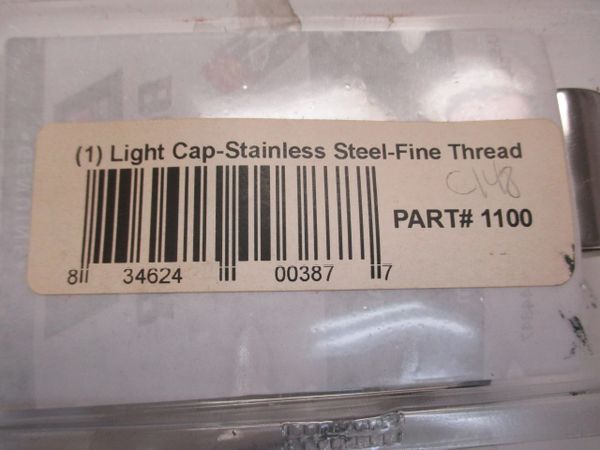 (1) Light Cap-Stainless Steel-Fine Thread
C148
PART# 1100
8 34624 00387 7